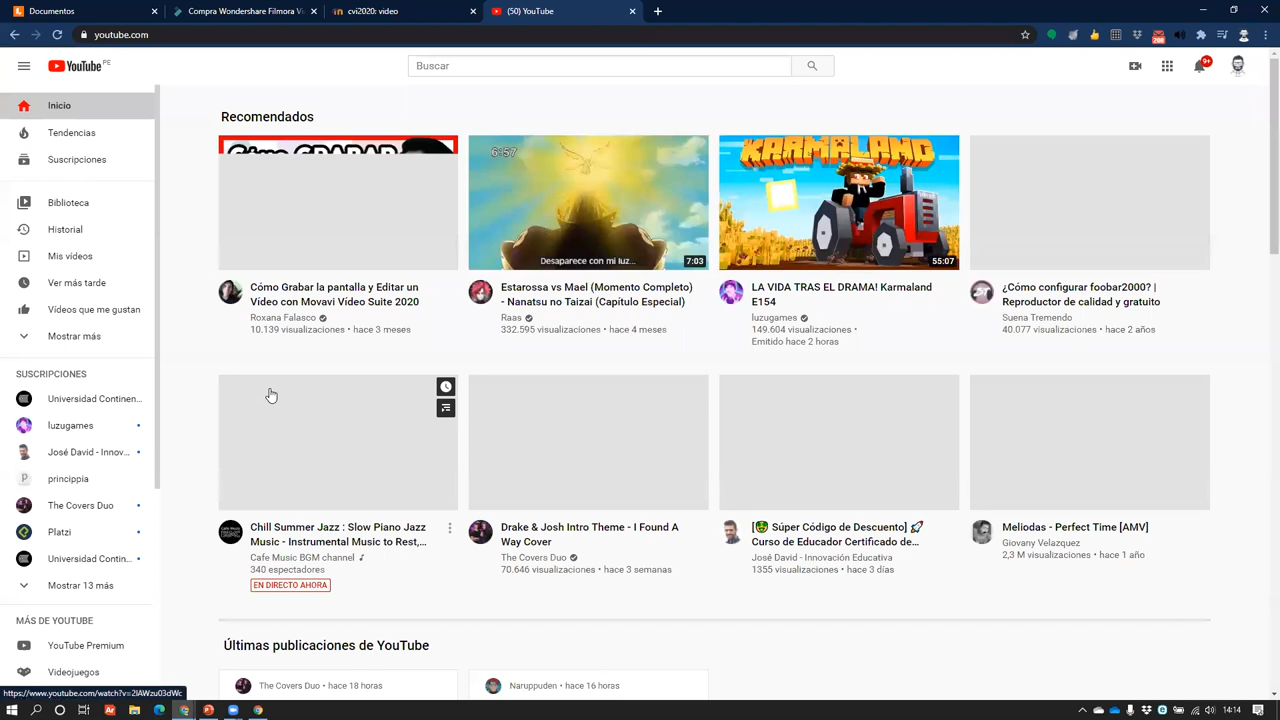 Documentos
Compra Wondershare Filmora Vi
cvi2020: video
(50) YouTube
youtube.com
208
YouTube PE
Buscar
9+
Inicio
Tendencias
Suscripciones
Biblioteca
Historial
Mis vídeos
Ver más tarde
Vídeos que me gustan
Mostrar más
SUSCRIPCIONES
Universidad Continen...
luzugames
José David - Innov...
princippia
The Covers Duo
Platzi
Universidad Contin...
Mostrar 13 más
MÁS DE YOUTUBE
YouTube Premium
Videojuegos
https://www.youtube.com/watch?v=2lAWzu03dWc
Recomendados
Cómo GRABAR
Cómo Grabar la pantalla y Editar un
Vídeo con Movavi Vídeo Suite 2020
Roxana Falasco
10.139 visualizaciones • hace 3 meses
6:57
Desaparece con mi luz...
7:03
Estarossa vs Mael (Momento Completo)
- Nanatsu no Taizai (Capítulo Especial)
Raas
332.595 visualizaciones • hace 4 meses
KARMALAND
55:07
LA VIDA TRAS EL DRAMA! Karmaland
E154
luzugames
149.604 visualizaciones •
Emitido hace 2 horas
¿Cómo configurar foobar2000? |
Reproductor de calidad y gratuito
Suena Tremendo
40.077 visualizaciones • hace 2 años
Chill Summer Jazz : Slow Piano Jazz
Music - Instrumental Music to Rest,...
Cafe Music BGM channel
340 espectadores
EN DIRECTO AHORA
Drake & Josh Intro Theme - I Found A
Way Cover
The Covers Duo
70.646 visualizaciones • hace 3 semanas
[🤑 Súper Código de Descuento] 🚀
Curso de Educador Certificado de...
José David - Innovación Educativa
1355 visualizaciones • hace 3 días
Meliodas - Perfect Time [AMV]
Giovany Velazquez
2,3 M visualizaciones • hace 1 año
Últimas publicaciones de YouTube
The Covers Duo • hace 18 horas
Naruppuden • hace 16 horas
14:14